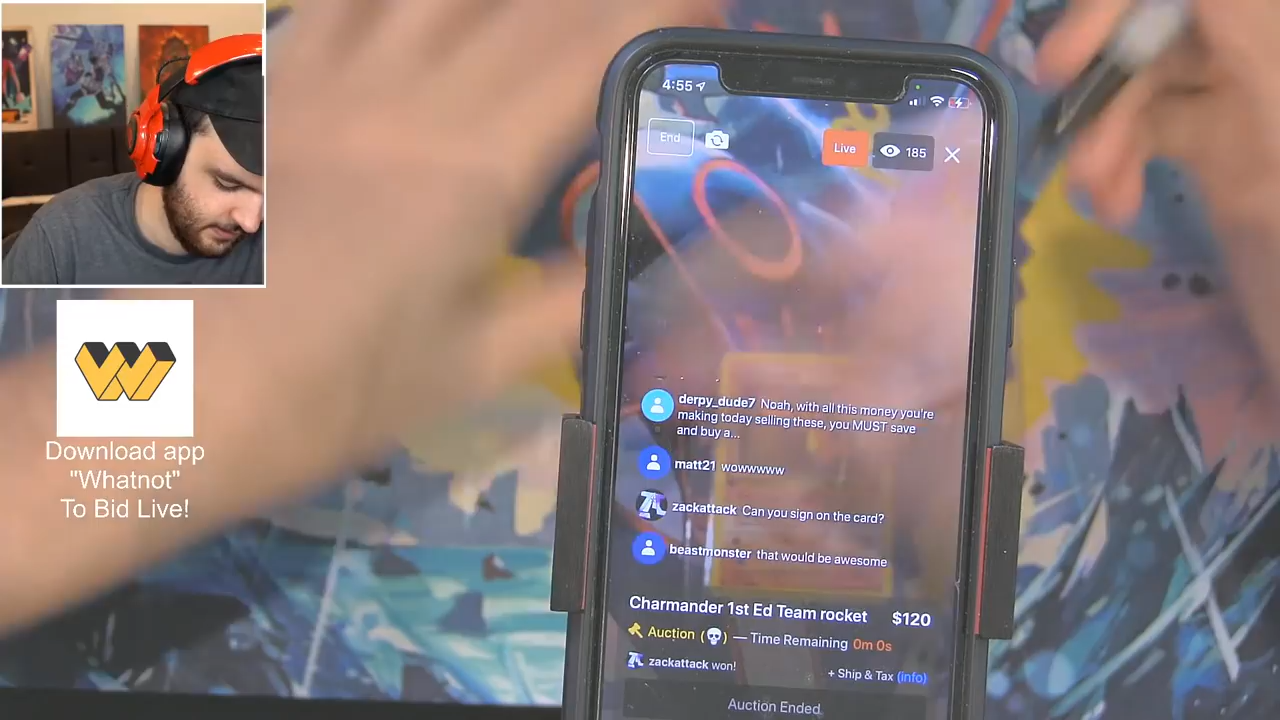 4:55
End
Live
185
derpy_dude7 Noah, with all this money you're
making today selling these, you MUST save
and buy a...
matt21 wowwwww
zackattack Can you sign on the card?
beastmonster that would be awesome
Charmander 1st Ed Team rocket $120
Auction (💀) — Time Remaining 0m 0s
zackattack won!
+ Ship & Tax (info)
Auction Ended
Download app
"Whatnot"
To Bid Live!